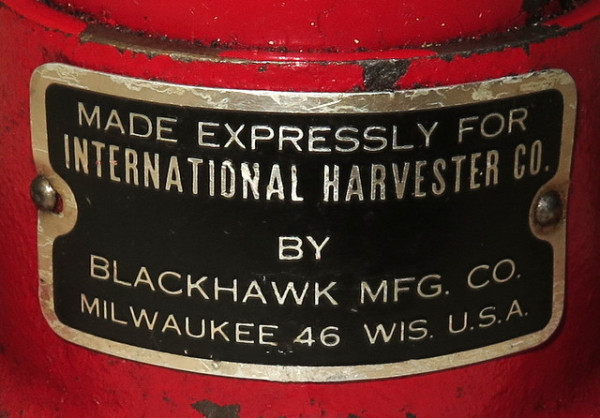 MADE EXPRESSLY FOR
INTERNATIONAL HARVESTER CO.
BY
BLACKHAWK MFG. CO.
MILWAUKEE 46 WIS. U.S.A.